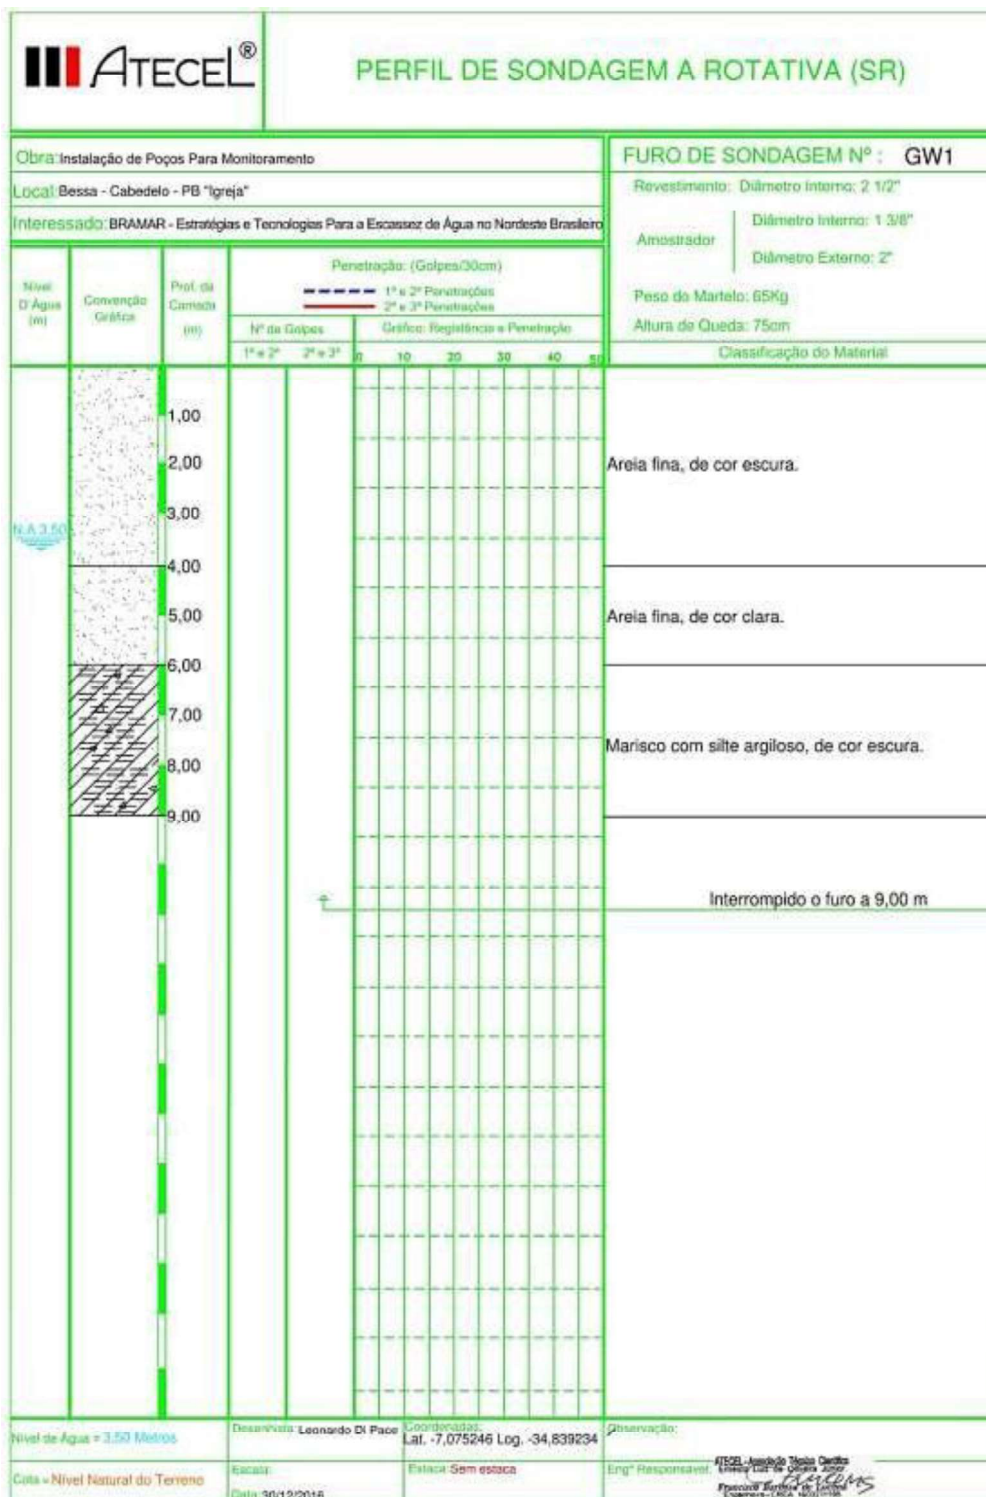 ATECEL®
PERFIL DE SONDAGEM A ROTATIVA (SR)
Obra: Instalação de Poços Para Monitoramento
Local: Bessa - Cabedelo - PB "Igreja"
Interessado: BRAMAR - Estratégias e Tecnologias Para a Escassez de Água no Nordeste Brasileiro
FURO DE SONDAGEM Nº : GW1
Revestimento: Diâmetro Interno: 2 1/2"
Amostrador
Diâmetro Interno: 1 3/8"
Diâmetro Externo: 2"
Peso do Martelo: 65Kg
Altura de Queda: 75cm
Classificação do Material
Nível
D'Água
(m)
Convenção
Gráfica
Prof. da
Camada
(m)
Penetração: (Golpes/30cm)
1ª e 2ª Penetrações
2ª e 3ª Penetrações
Nº de Golpes
Gráfico: Resistência a Penetração
1ª e 2ª 2ª e 3ª
0 10 20 30 40 50
1,00
2,00
Areia fina, de cor escura.
3,00
N.A 3.50
4,00
5,00
Areia fina, de cor clara.
6,00
7,00
Marisco com silte argiloso, de cor escura.
8,00
9,00
Interrompido o furo a 9,00 m
Nível de Água = 3,50 Metros
Desenhista: Leonardo Di Pace
Coordenadas:
Lat. -7,075246 Log. -34,839234
Observação:
Cota = Nível Natural do Terreno
Escala:
Data: 30/12/2016
Estaca: Sem estaca
Engº Responsável:
ATECEL - Associação Técnica Científica